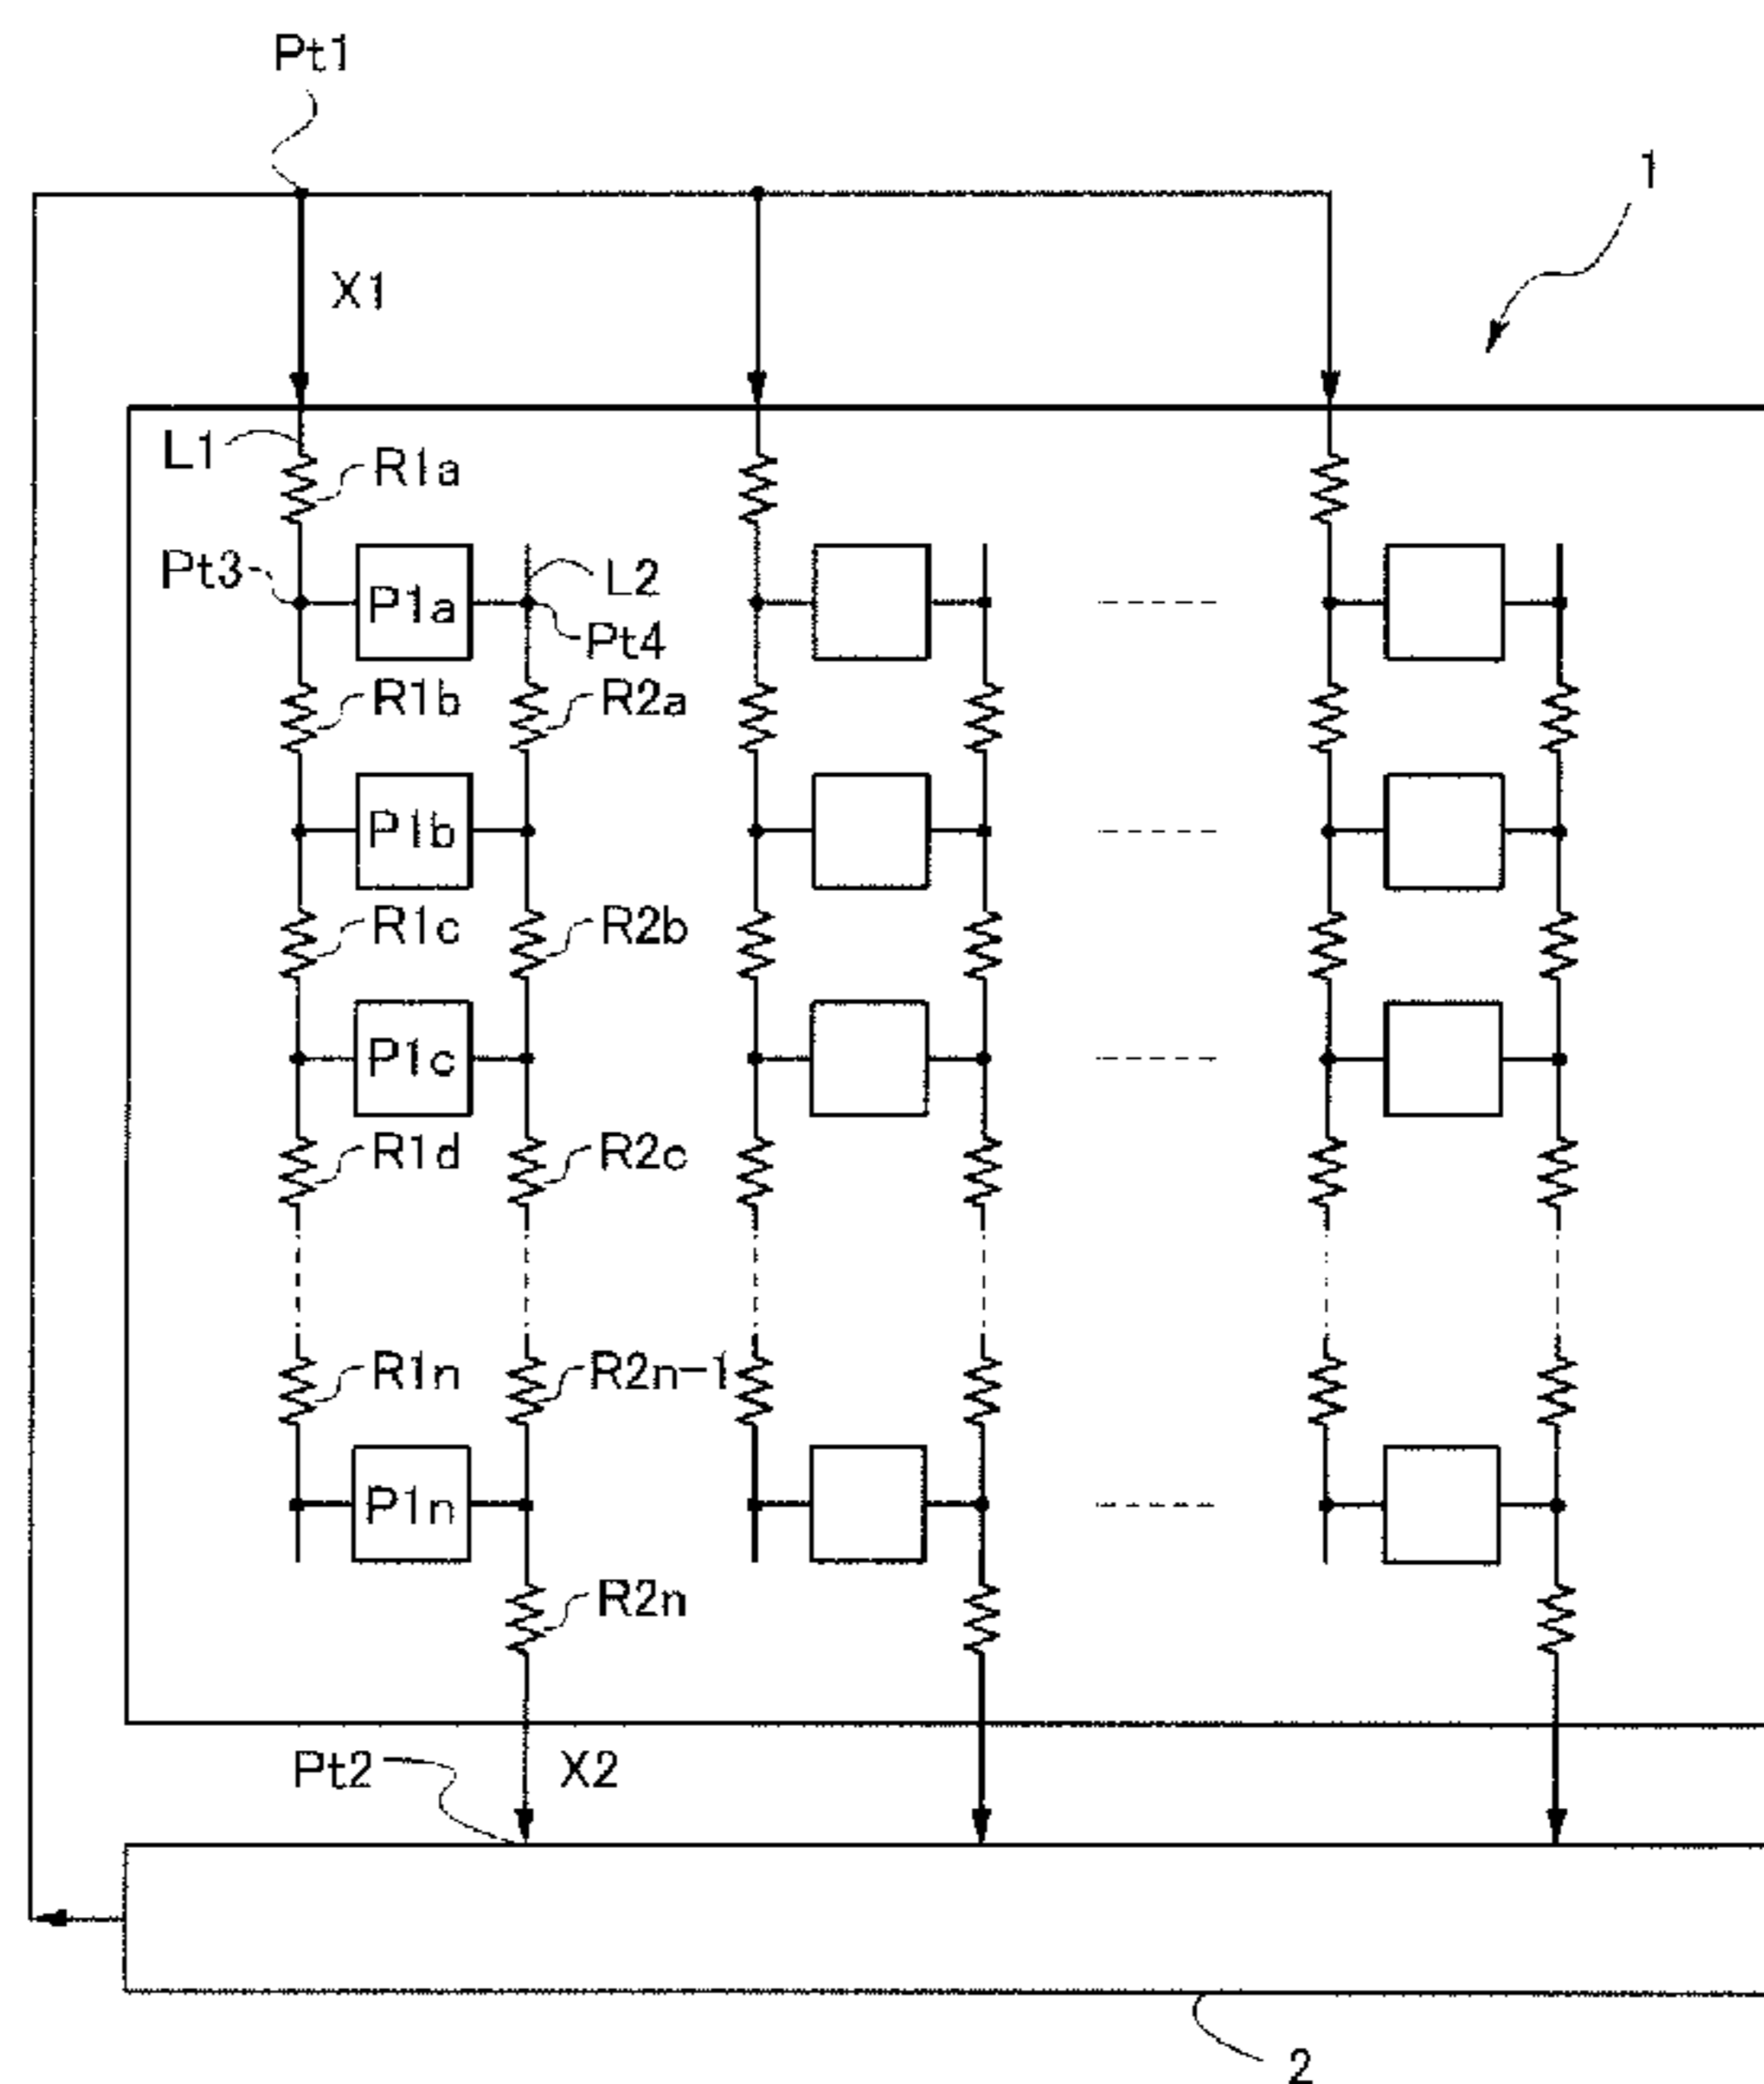 Pt1
1
X1
L1
R1a
Pt3
P1a
L2
Pt4
R1b
R2a
P1b
R1c
R2b
P1c
R1d
R2c
R1n
R2n-1
P1n
R2n
Pt2
X2
2